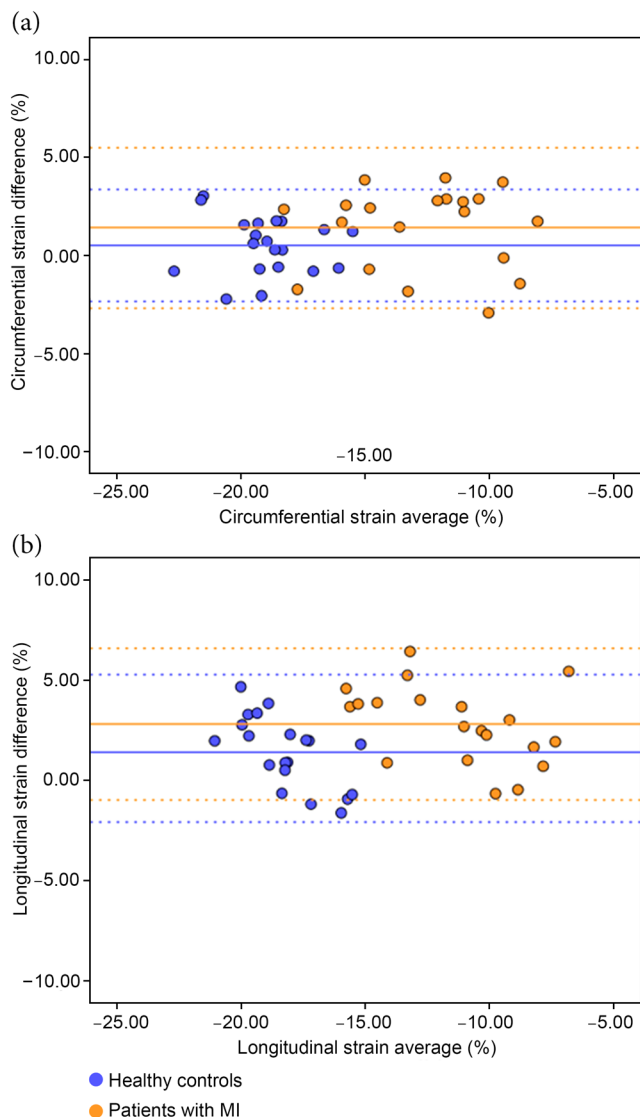 (a)
10.00
5.00
0.00
−5.00
−10.00
Circumferential strain difference (%)
−15.00
−25.00 −20.00 −10.00 −5.00
Circumferential strain average (%)
(b)
10.00
5.00
0.00
−5.00
−10.00
Longitudinal strain difference (%)
−25.00 −20.00 −15.00 −10.00 −5.00
Longitudinal strain average (%)
Healthy controls
Patients with MI